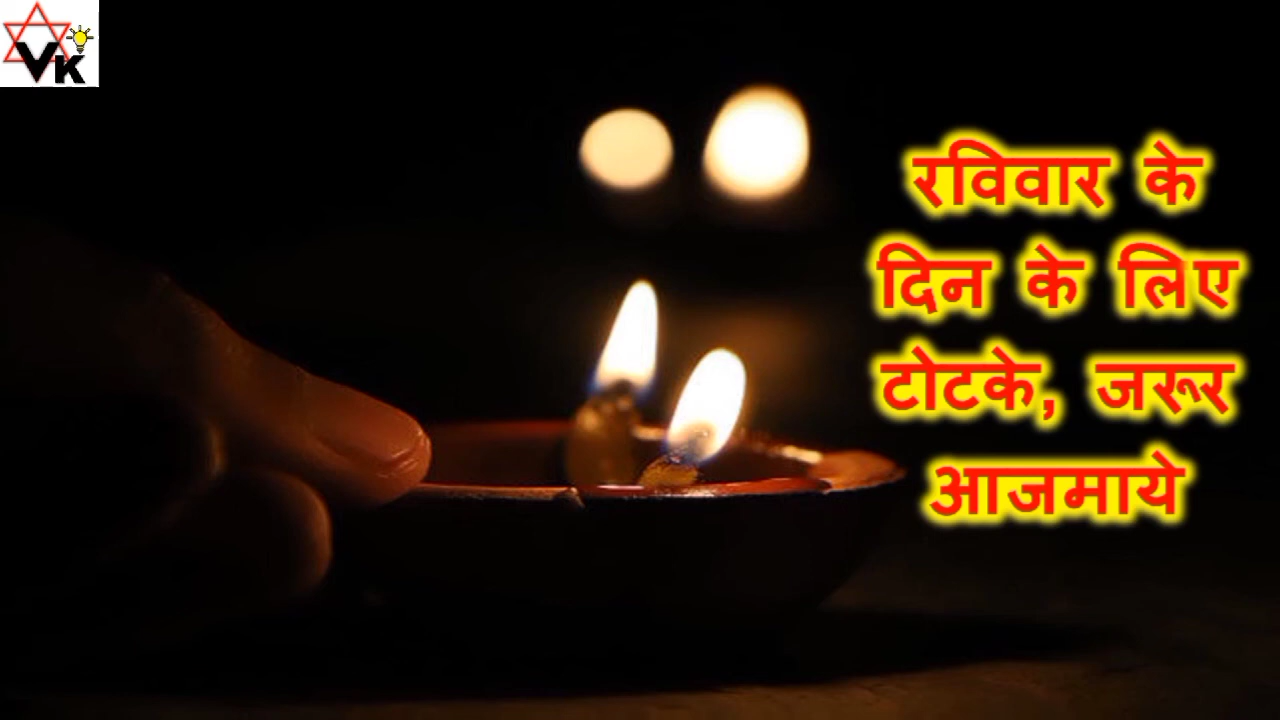 VK
रविवार के
दिन के लिए
टोटके, जरूर
आजमाये